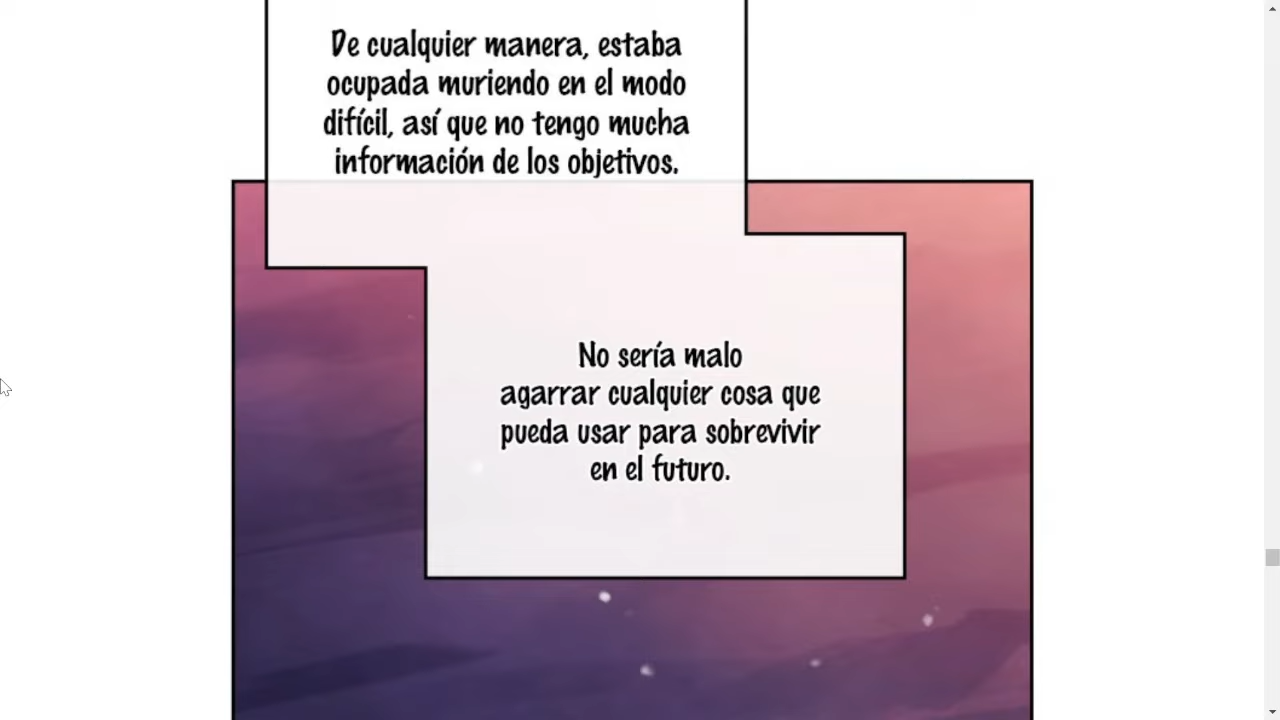 De cualquier manera, estaba
ocupada muriendo en el modo
difícil, así que no tengo mucha
información de los objetivos.
No sería malo
agarrar cualquier cosa que
pueda usar para sobrevivir
en el futuro.